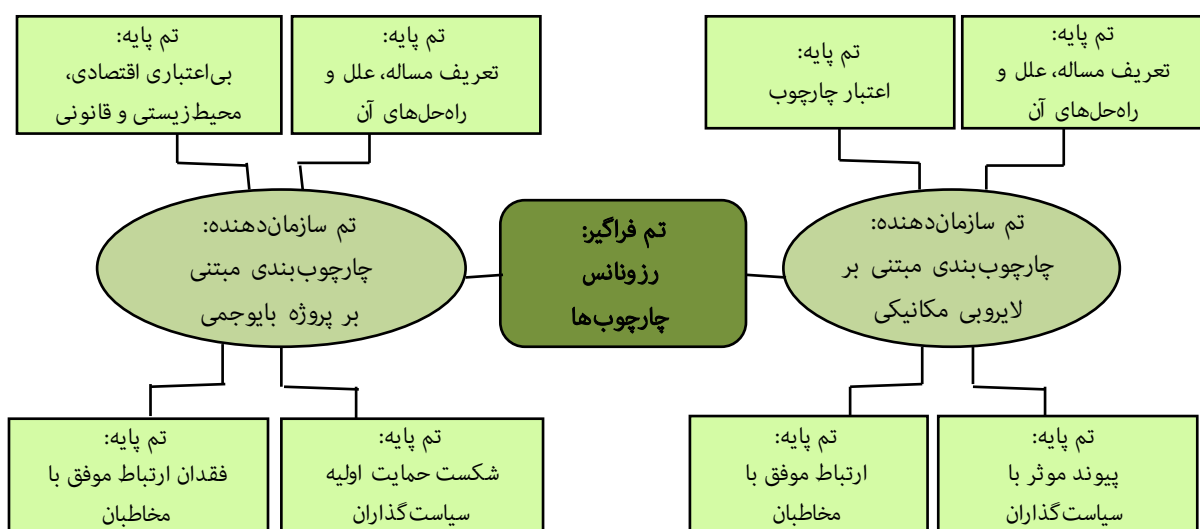 تم پایه:
تعریف مساله، علل و
راه‌حل‌های آن
تم پایه:
اعتبار چارچوب
تم پایه:
تعریف مساله، علل و
راه‌حل‌های آن
تم پایه:
بی‌اعتباری اقتصادی،
محیط‌زیستی و قانونی
تم سازمان‌دهنده:
چارچوب‌بندی مبتنی بر
لایروبی مکانیکی
تم فراگیر:
رزونانس
چارچوب‌ها
تم سازمان‌دهنده:
چارچوب‌بندی مبتنی
بر پروژه بایوجمی
تم پایه:
پیوند موثر با
سیاست‌گذاران
تم پایه:
ارتباط موفق با
مخاطبان
تم پایه:
شکست حمایت اولیه
سیاست‌گذاران
تم پایه:
فقدان ارتباط موفق با
مخاطبان